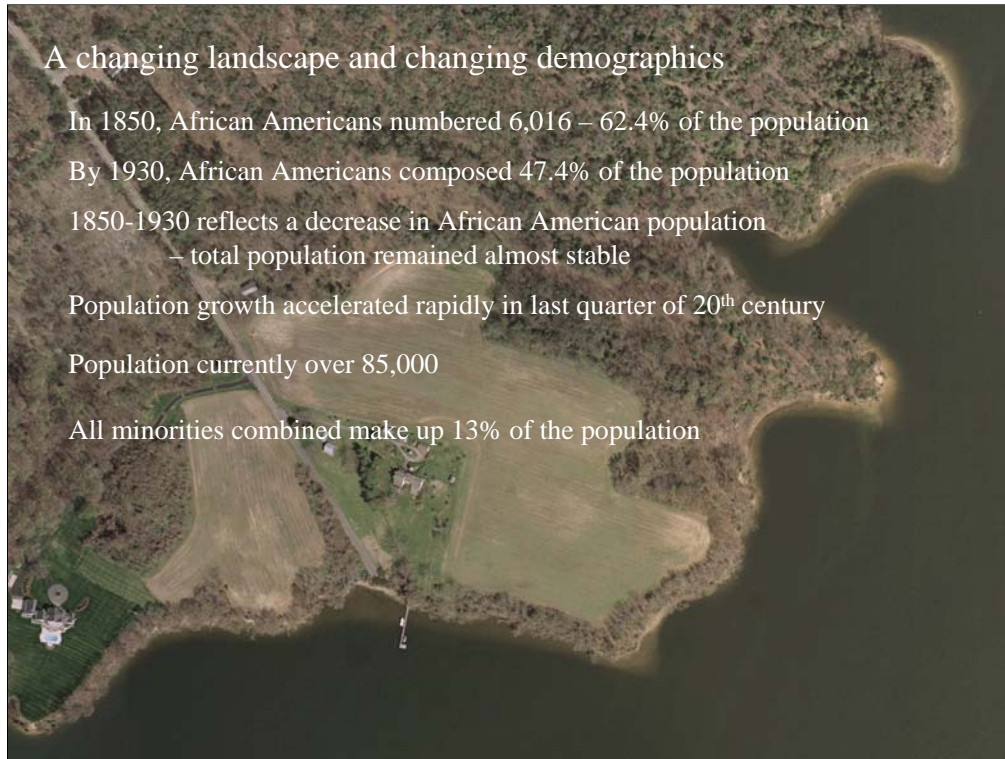 A changing landscape and changing demographics
In 1850, African Americans numbered 6,016 – 62.4% of the population
By 1930, African Americans composed 47.4% of the population
1850-1930 reflects a decrease in African American population
– total population remained almost stable
Population growth accelerated rapidly in last quarter of 20th century
Population currently over 85,000
All minorities combined make up 13% of the population